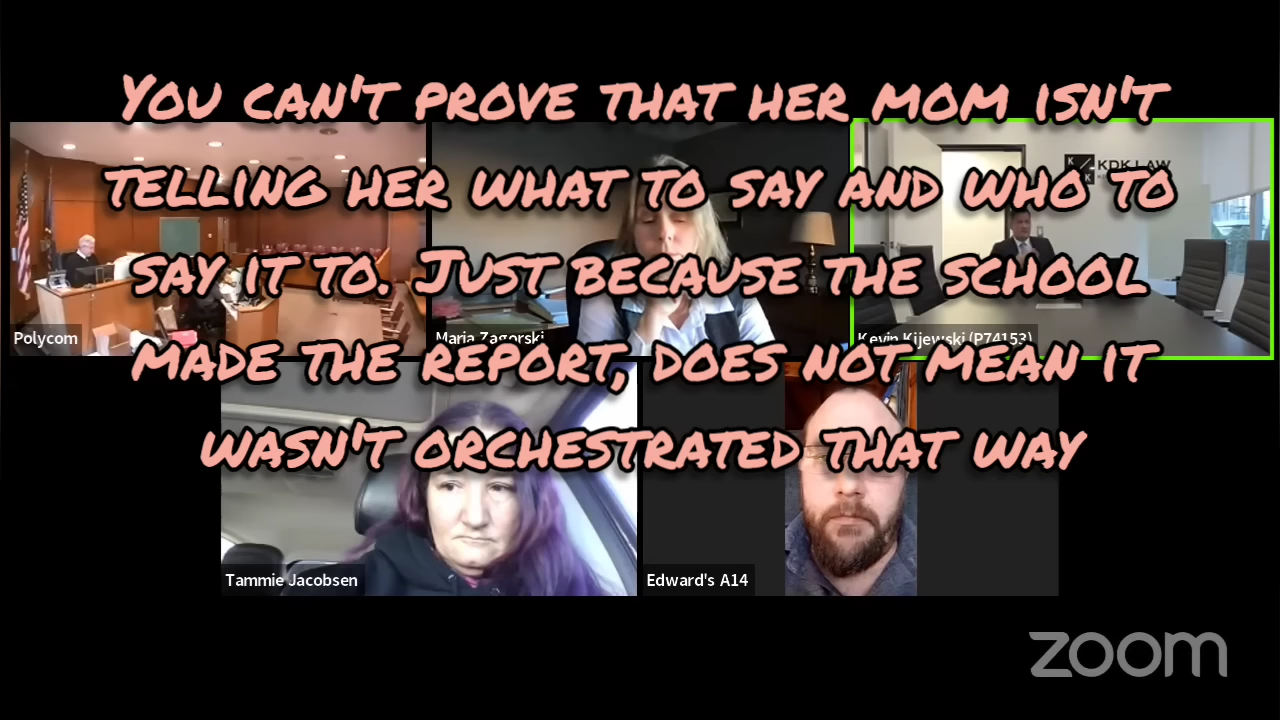 You can't prove that her mom isn't
telling her what to say and who to
say it to. Just because the school
made the report, does not mean it
wasn't orchestrated that way
KDK LAW
Polycom
Maria Zagorski
Kevin Kijewski (P74153)
Tammie Jacobsen
Edward's A14
zoom